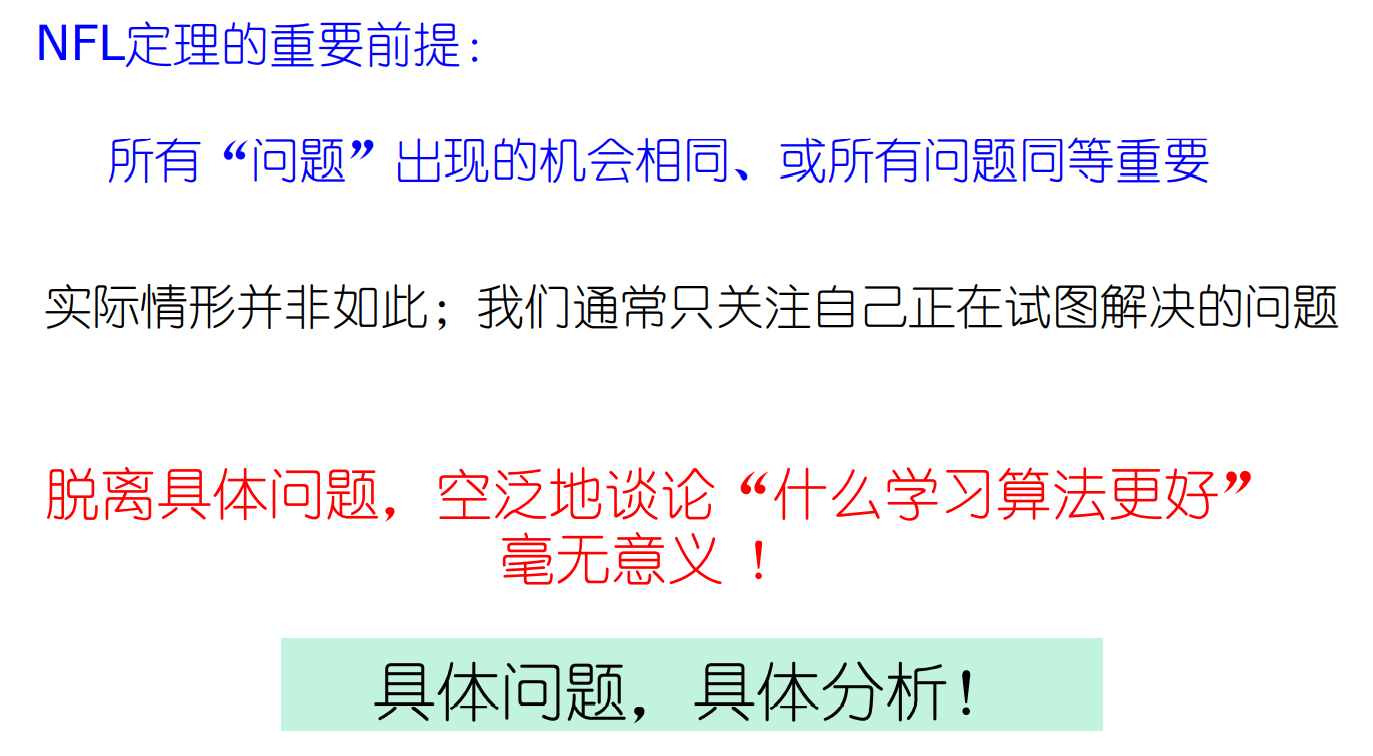 NFL定理的重要前提：
所有“问题”出现的机会相同、或所有问题同等重要
实际情形并非如此；我们通常只关注自己正在试图解决的问题
脱离具体问题，空泛地谈论“什么学习算法更好”
毫无意义！
具体问题，具体分析！